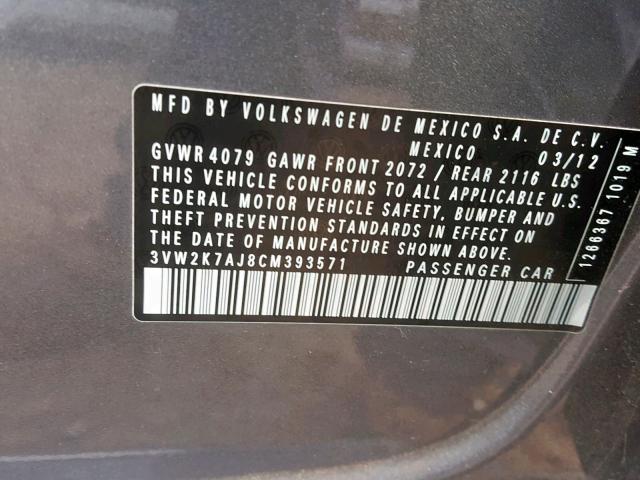 MFD BY VOLKSWAGEN DE MEXICO S.A. DE C.V.
MEXICO 03/12
GVWR 4079 GAWR FRONT 2072 / REAR 2116 LBS
THIS VEHICLE CONFORMS TO ALL APPLICABLE U.S.
FEDERAL MOTOR VEHICLE SAFETY, BUMPER AND
THEFT PREVENTION STANDARDS IN EFFECT ON
THE DATE OF MANUFACTURE SHOWN ABOVE.
3VW2K7AJ8CM393571 PASSENGER CAR
1266367 1019 M